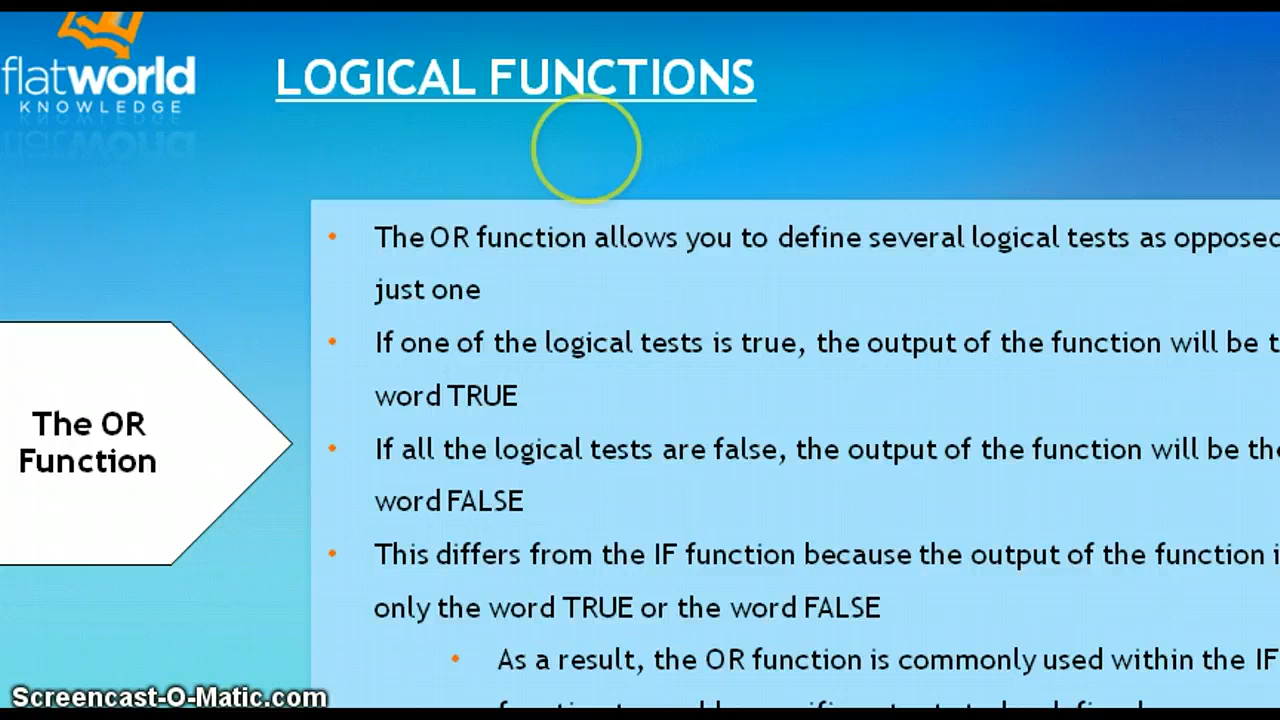 flatworld
KNOWLEDGE
LOGICAL FUNCTIONS
The OR function allows you to define several logical tests as opposed
just one
If one of the logical tests is true, the output of the function will be t
word TRUE
If all the logical tests are false, the output of the function will be the
word FALSE
This differs from the IF function because the output of the function i
only the word TRUE or the word FALSE
As a result, the OR function is commonly used within the IF
The OR
Function
Screencast-O-Matic.com